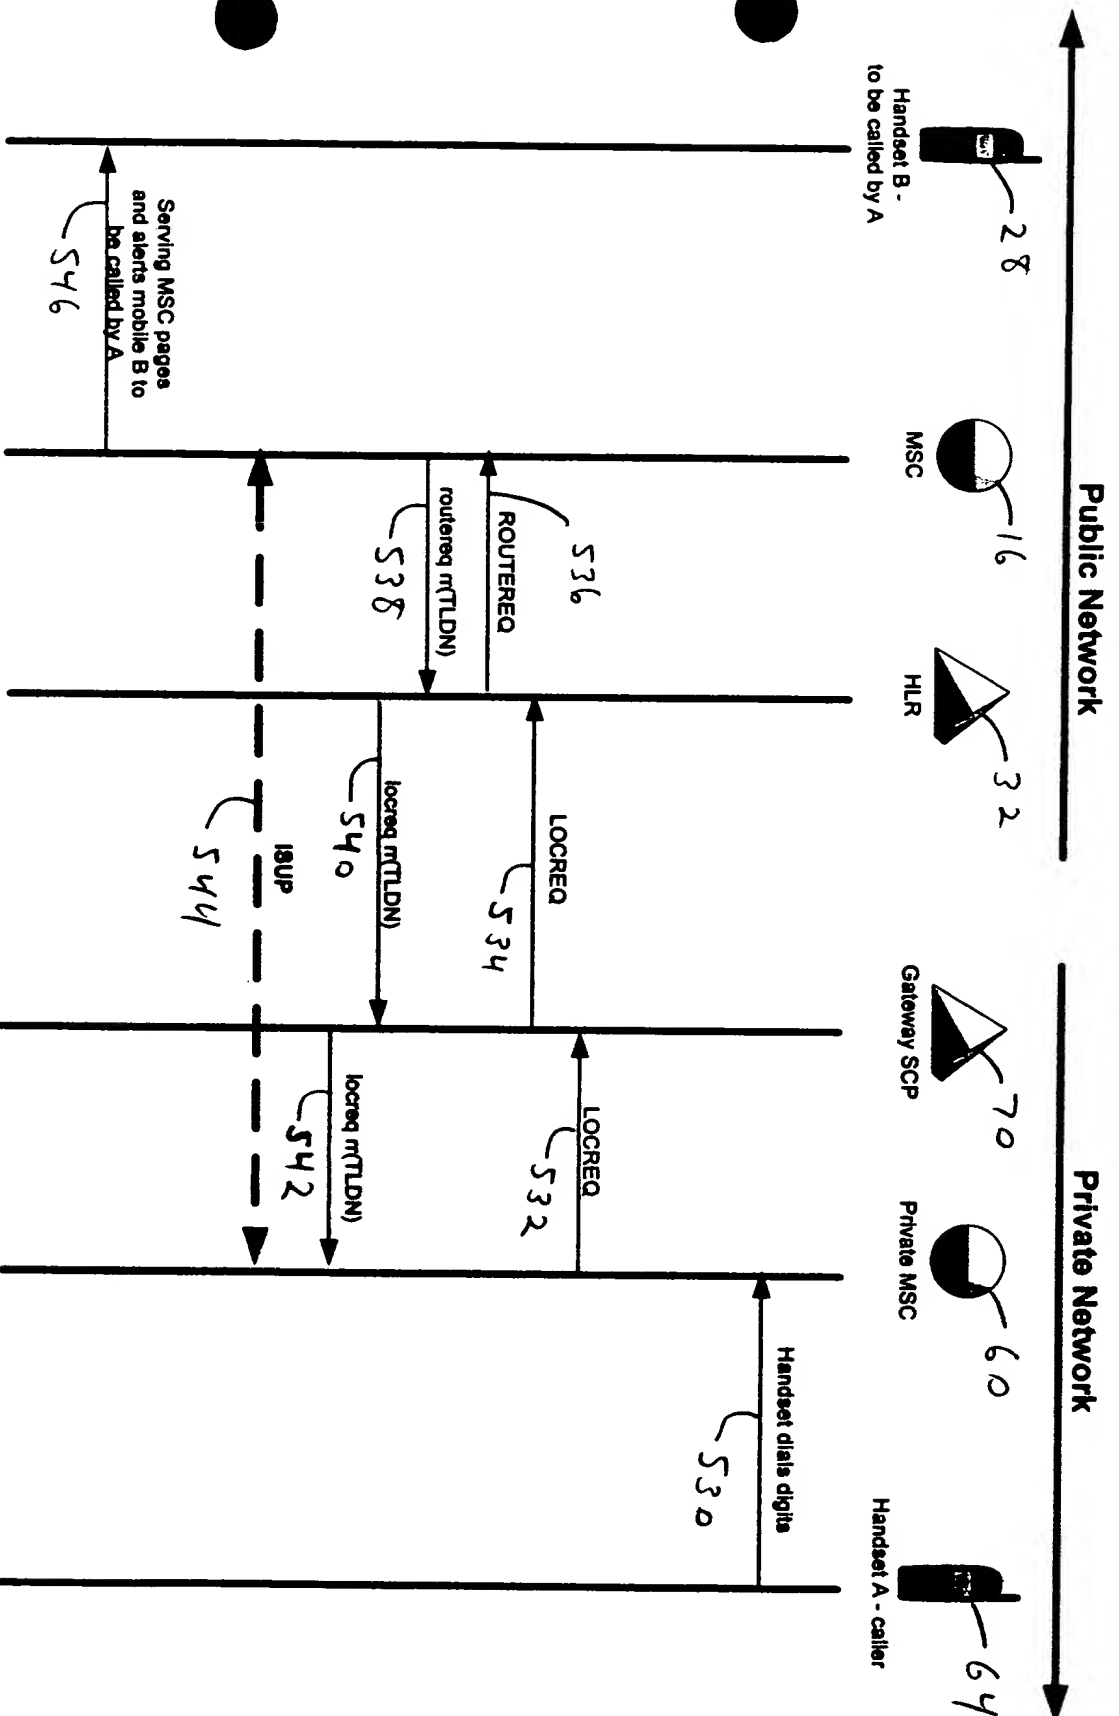 Public Network
Private Network
28
16
32
70
60
64
Handset B -
to be called by A
MSC
HLR
Gateway SCP
Private MSC
Handset A - caller
Handset dials digits
530
LOCREQ
532
LOCREQ
534
536
ROUTEREQ
routereq rr(TLDN)
538
locreq rr(TLDN)
540
locreq rr(TLDN)
542
ISUP
544
Serving MSC pages
and alerts mobile B to
be called by A
546